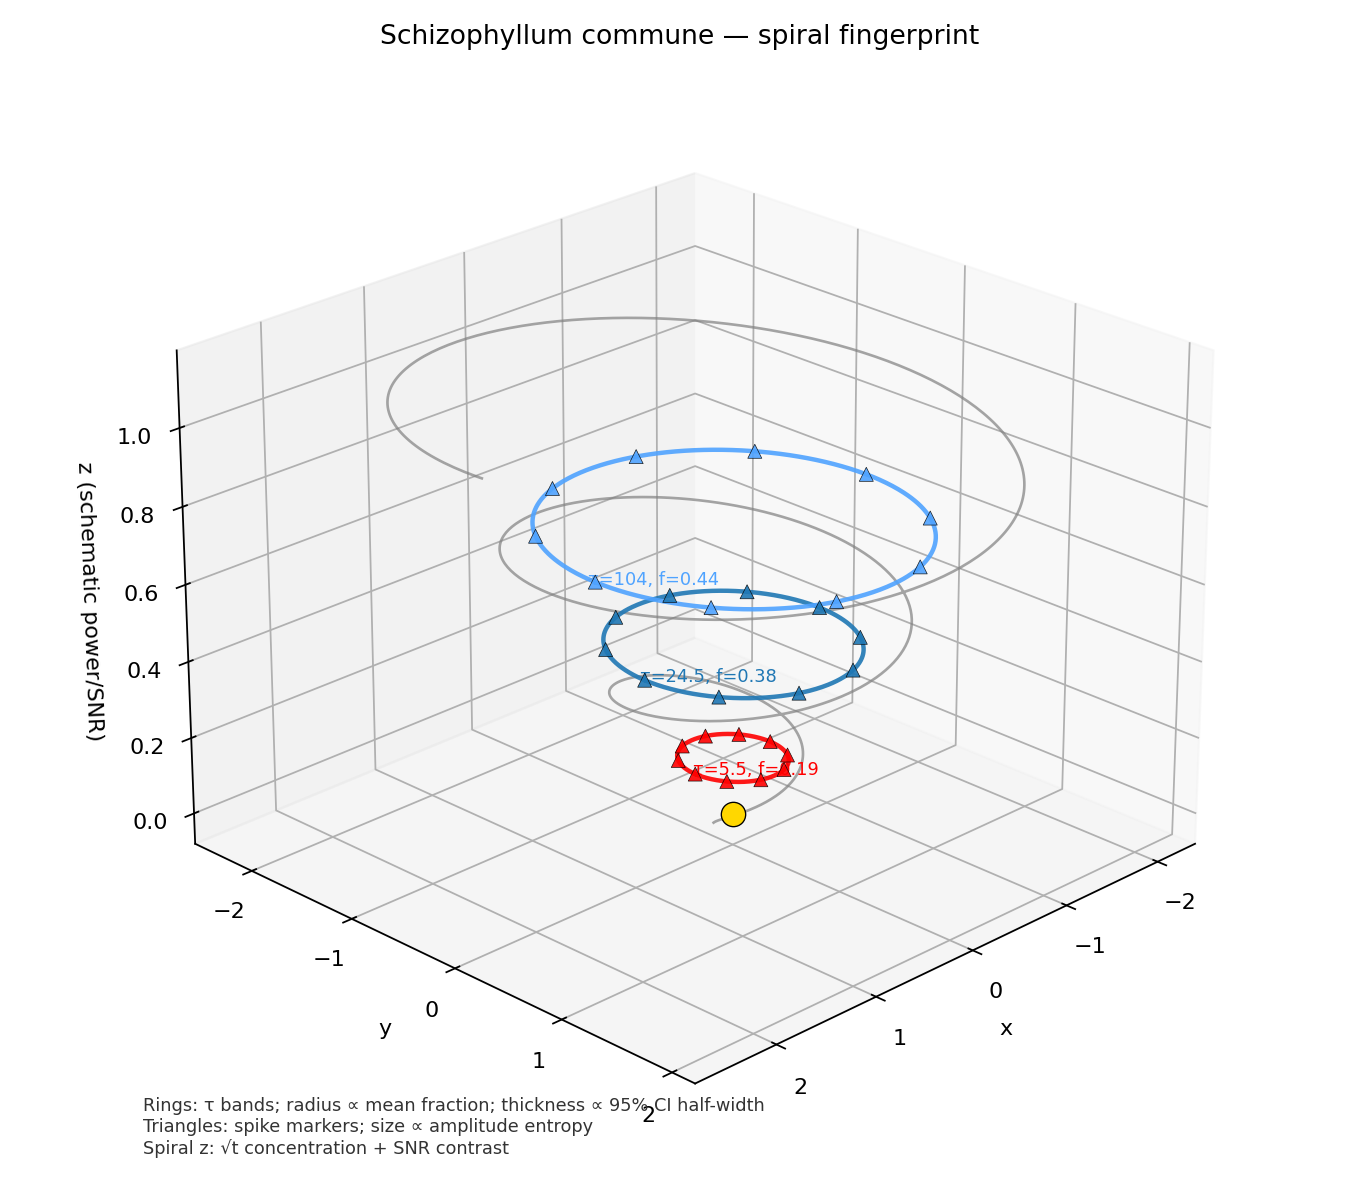 Schizophyllum commune — spiral fingerprint
1.0
0.8
0.6
0.4
0.2
0.0
z (schematic power/SNR)
τ=104, f=0.44
τ=24.5, f=0.38
τ=5.5, f=0.19
−2
−1
0
1
2
y
−2
−1
0
1
2
x
Rings: τ bands; radius ∝ mean fraction; thickness ∝ 95% CI half-width
Triangles: spike markers; size ∝ amplitude entropy
Spiral z: √t concentration + SNR contrast